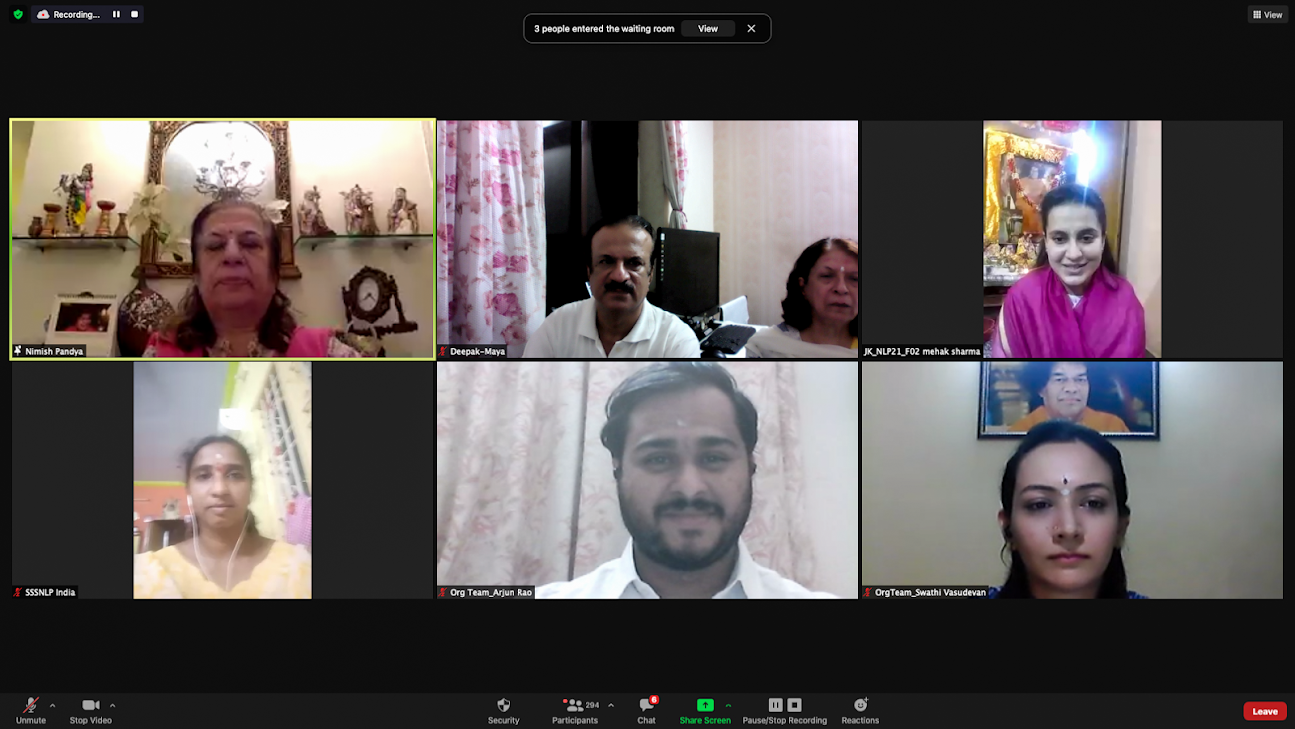 Recording...
3 people entered the waiting room View
View
Nimish Pandya
Deepak-Maya
JK_NLP21_F02 mehak sharma
SSSNLP India
Org Team_Arjun Rao
OrgTeam_Swathi Vasudevan
Unmute
Stop Video
Security
294
Participants
6
Chat
Share Screen
Pause/Stop Recording
Reactions
Leave